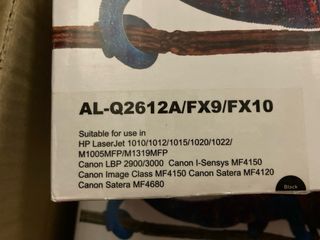 AL-Q2612A/FX9/FX10
Suitable for use in
HP LaserJet 1010/1012/1015/1020/1022/
M1005MFP/M1319MFP
Canon LBP 2900/3000 Canon I-Sensys MF4150
Canon Image Class MF4150 Canon Satera MF4120
Canon Satera MF4680
Black